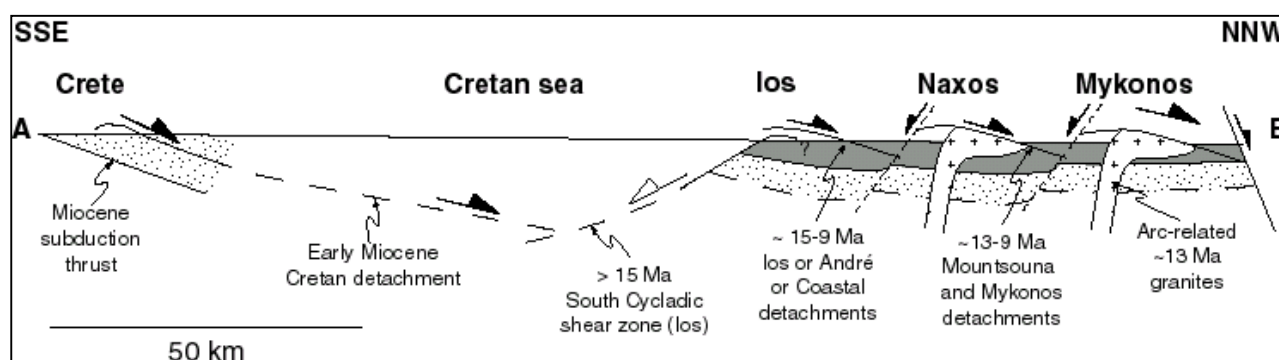 SSE
NNW
Crete
Cretan sea
Ios
Naxos
Mykonos
A
B
Miocene
subduction
thrust
Early Miocene
Cretan detachment
> 15 Ma
South Cycladic
shear zone (Ios)
~ 15-9 Ma
Ios or André
or Coastal
detachments
~13-9 Ma
Mountsouna
and Mykonos
detachments
Arc-related
~13 Ma
granites
50 km